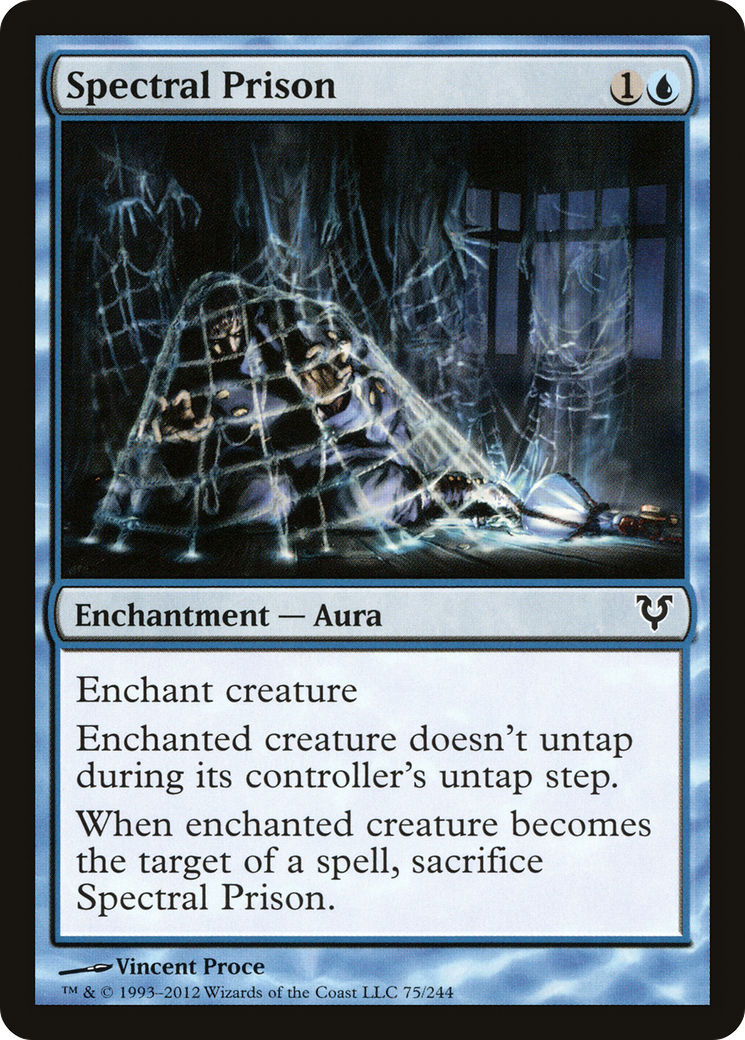 Spectral Prison 1
Enchantment — Aura
Enchant creature
Enchanted creature doesn't untap
during its controller's untap step.
When enchanted creature becomes
the target of a spell, sacrifice
Spectral Prison.
Vincent Proce
™ & © 1993–2012 Wizards of the Coast LLC 75/244